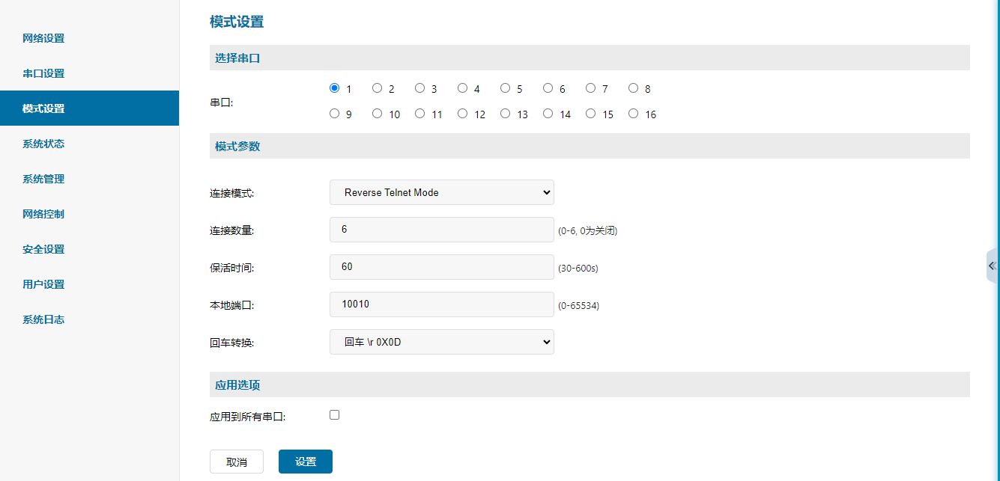 网络设置
串口设置
模式设置
系统状态
系统管理
网络控制
安全设置
用户设置
系统日志
模式设置
选择串口
串口:
1 2 3 4 5 6 7 8
9 10 11 12 13 14 15 16
模式参数
连接模式: Reverse Telnet Mode
连接数量: 6 (0-6, 0为关闭)
保活时间: 60 (30-600s)
本地端口: 10010 (0-65534)
回车转换: 回车 \r 0X0D
应用选项
应用到所有串口:
取消 设置